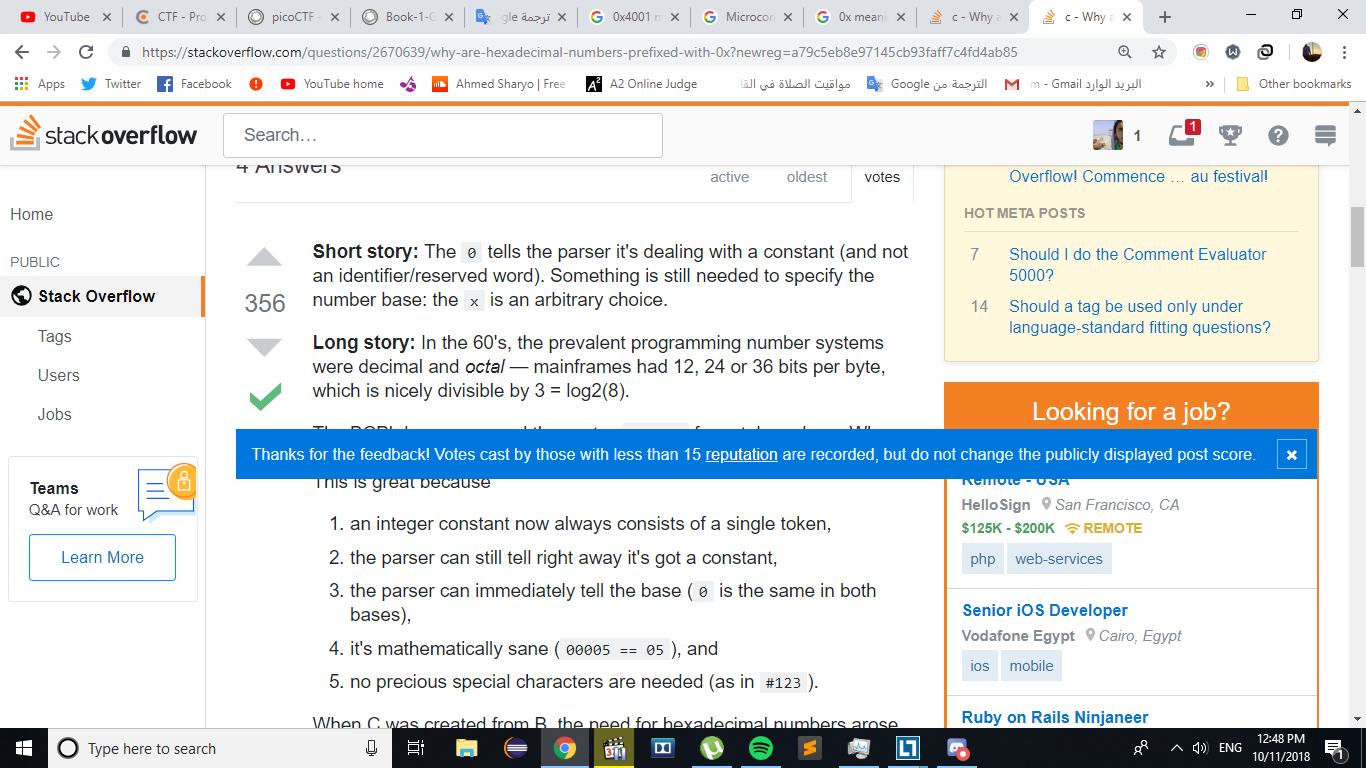 YouTube
CTF - Pro
picoCTF -
Book-1-G
gle ترجمة
0x4001 m
Microcon
0x meani
c - Why a
c - Why a
https://stackoverflow.com/questions/2670639/why-are-hexadecimal-numbers-prefixed-with-0x?newreg=a79c5eb8e97145cb93faff7c4fd4ab85
Apps
Twitter
Facebook
YouTube home
Ahmed Sharyo | Free
A2 Online Judge
مواقيت الصلاة في القا
الترجمة من Google
البريد الوارد - Gmail - m
Other bookmarks
stackoverflow
Search…
1
1
4 Answers
active
oldest
votes
Overflow! Commence … au festival!
Home
PUBLIC
Stack Overflow
Tags
Users
Jobs
Teams
Q&A for work
Learn More
356
Short story: The 0 tells the parser it's dealing with a constant (and not
an identifier/reserved word). Something is still needed to specify the
number base: the x is an arbitrary choice.
Long story: In the 60's, the prevalent programming number systems
were decimal and octal — mainframes had 12, 24 or 36 bits per byte,
which is nicely divisible by 3 = log2(8).
Thanks for the feedback! Votes cast by those with less than 15 reputation are recorded, but do not change the publicly displayed post score.
This is great because
1. an integer constant now always consists of a single token,
2. the parser can still tell right away it's got a constant,
3. the parser can immediately tell the base ( 0 is the same in both
bases),
4. it's mathematically sane ( 00005 == 05 ), and
5. no precious special characters are needed (as in #123 ).
When C was created from B, the need for hexadecimal numbers arose
HOT META POSTS
7
Should I do the Comment Evaluator
5000?
14
Should a tag be used only under
language-standard fitting questions?
Looking for a job?
Remote - USA
HelloSign
San Francisco, CA
$125K - $200K
REMOTE
php
web-services
Senior iOS Developer
Vodafone Egypt
Cairo, Egypt
ios
mobile
Ruby on Rails Ninjaneer
Type here to search
ENG
12:48 PM
10/11/2018
1